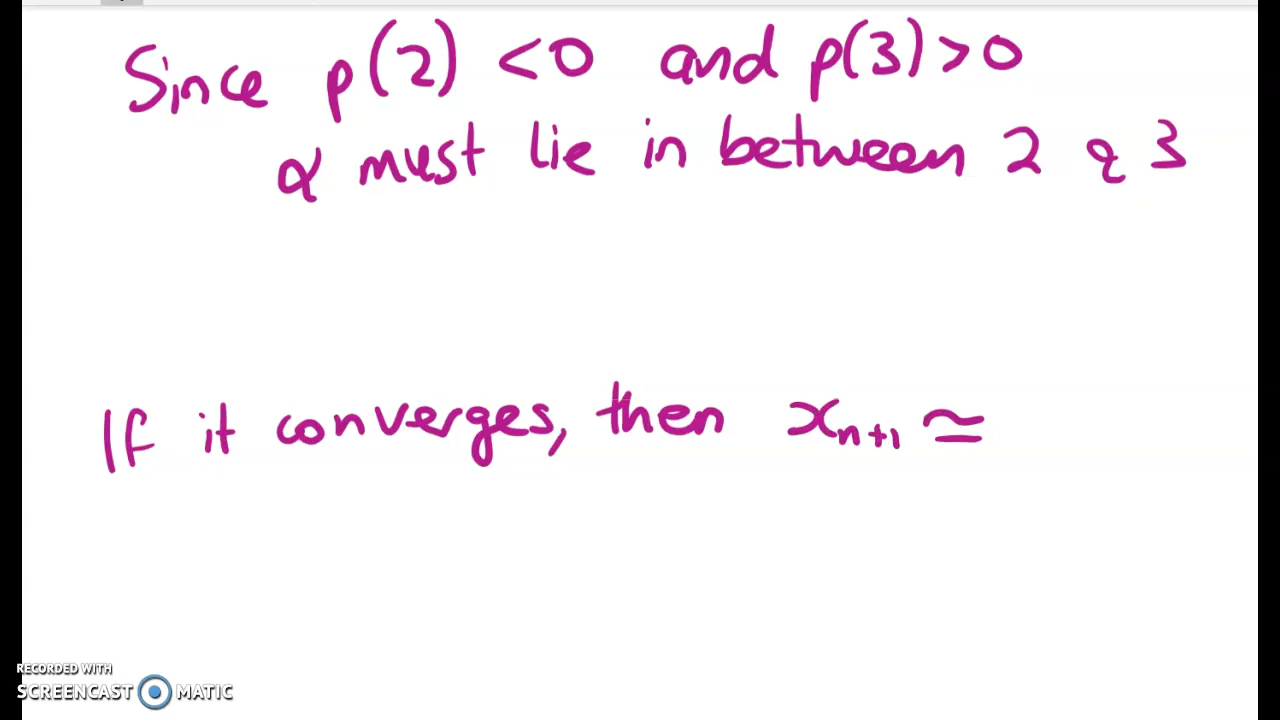 Since p(2) <0 and p(3)>0
α must lie in between 2 & 3
If it converges, then xₙ₊₁ ≃
RECORDED WITH
SCREENCAST MATIC